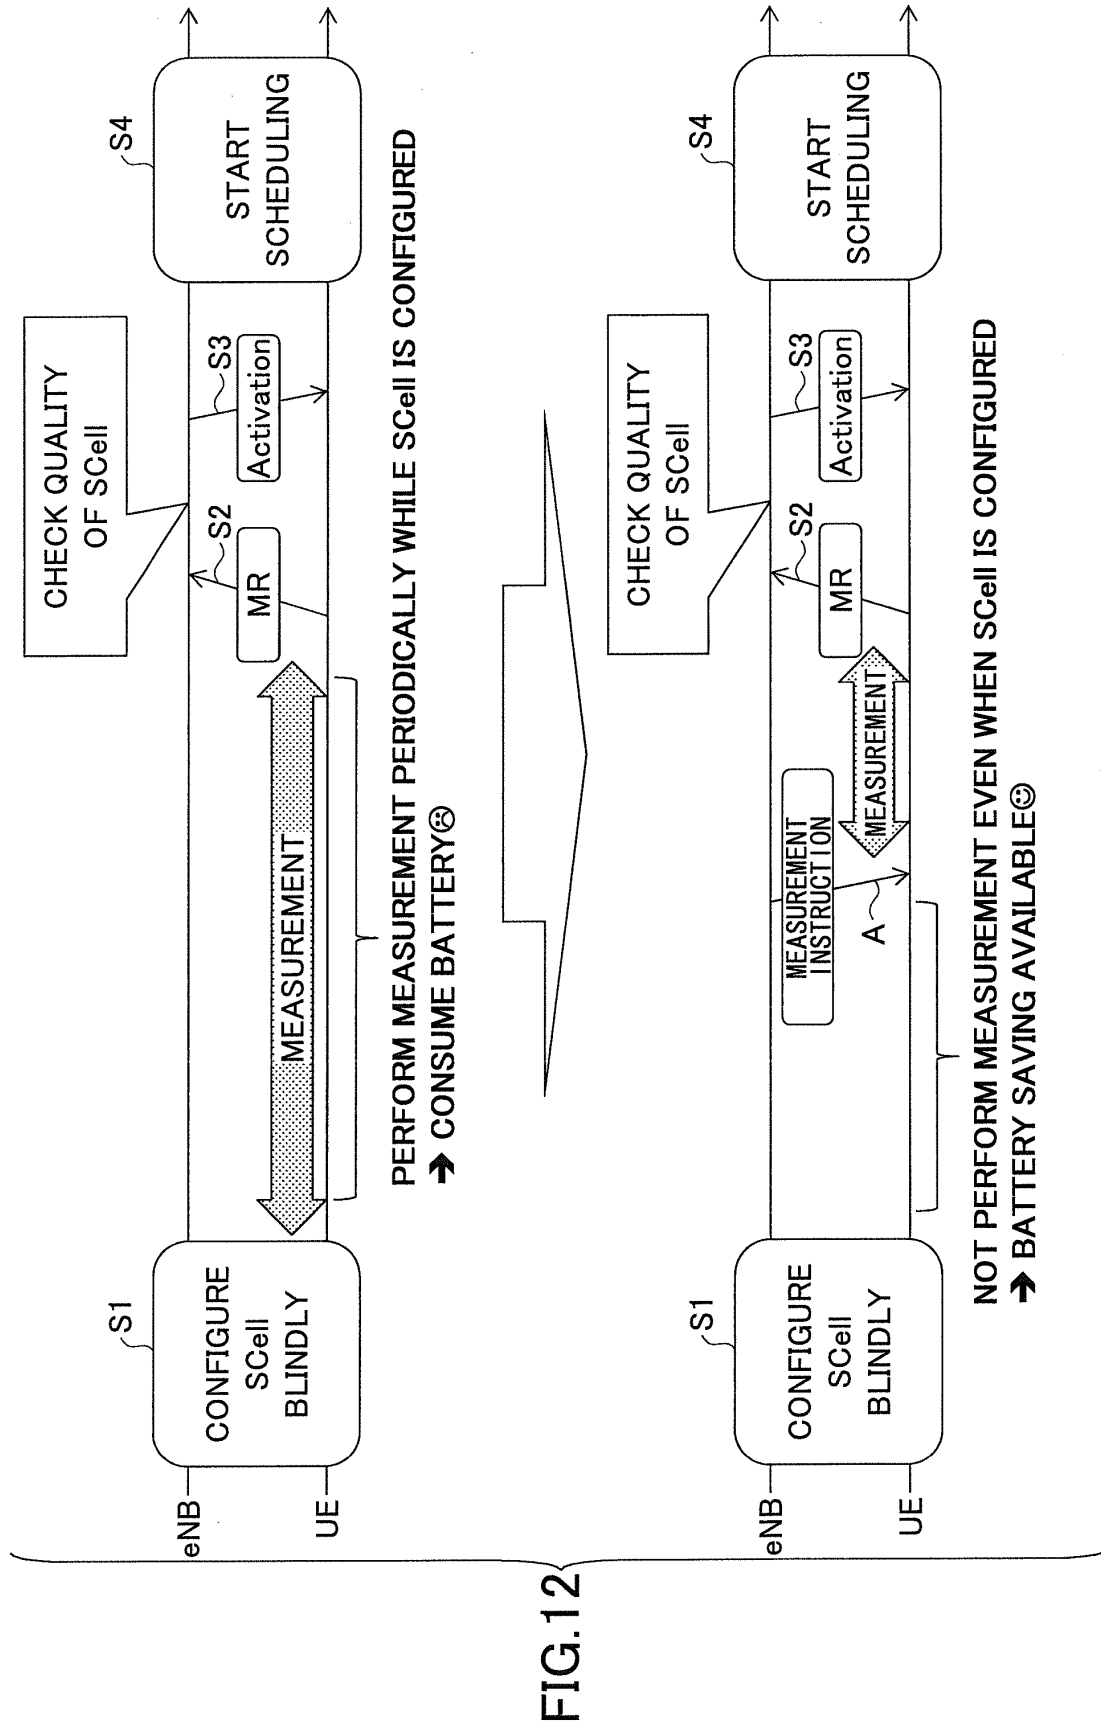 FIG.12
eNB
UE
S1
CONFIGURE
SCell
BLINDLY
MEASUREMENT
CHECK QUALITY
OF SCell
S2
MR
S3
Activation
S4
START
SCHEDULING
PERFORM MEASUREMENT PERIODICALLY WHILE SCell IS CONFIGURED
➔ CONSUME BATTERY☹
eNB
UE
S1
CONFIGURE
SCell
BLINDLY
MEASUREMENT
INSTRUCTION
A
MEASUREMENT
CHECK QUALITY
OF SCell
S2
MR
S3
Activation
S4
START
SCHEDULING
NOT PERFORM MEASUREMENT EVEN WHEN SCell IS CONFIGURED
➔ BATTERY SAVING AVAILABLE☺